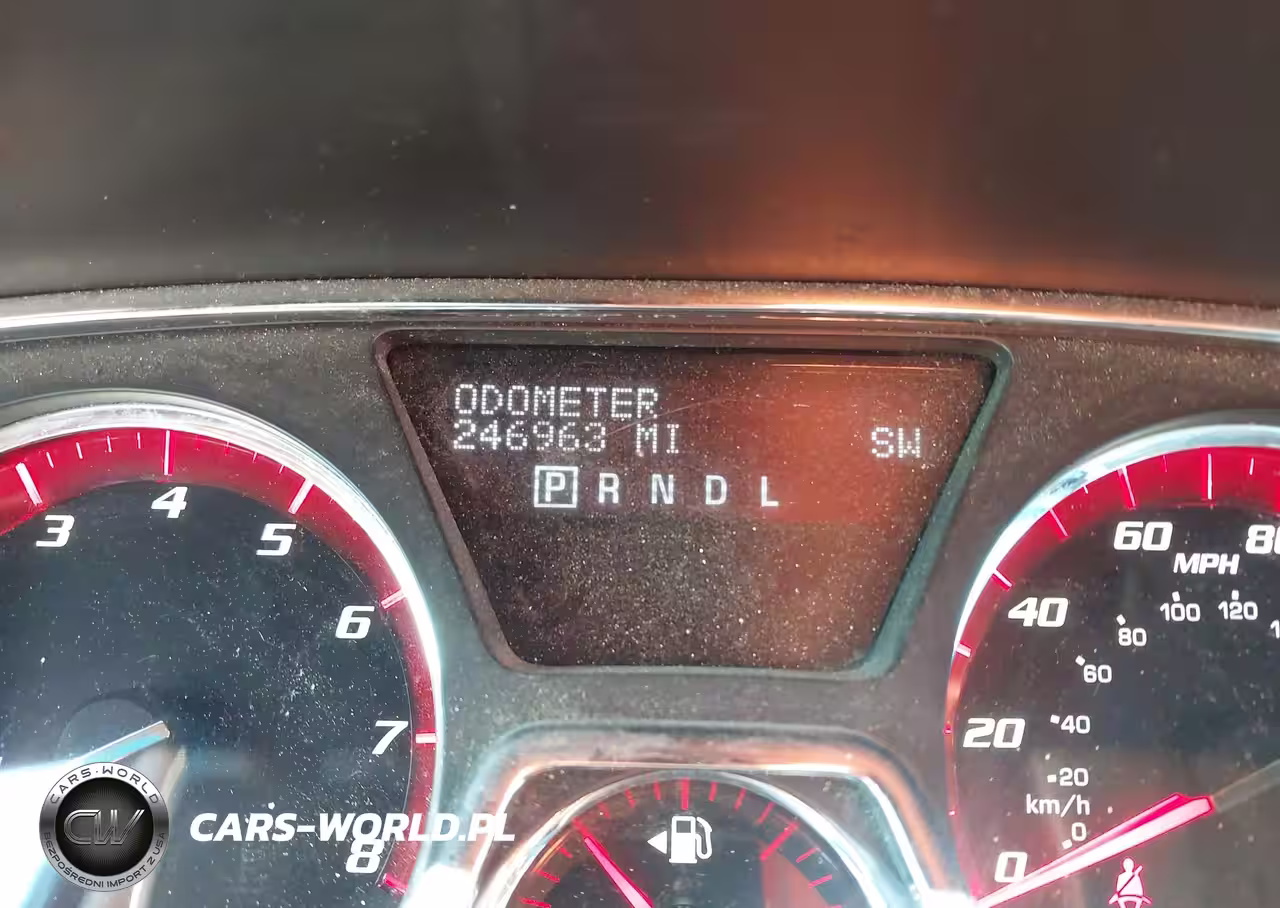 ODOMETER
246963 MI SW
P R N D L
3 4 5 6 7 8
60 80
MPH
40 100 120
80
60
20 40
20
km/h
0
0
CARS-WORLD
CW
BEZPOŚREDNI IMPORT Z USA
CARS-WORLD.PL